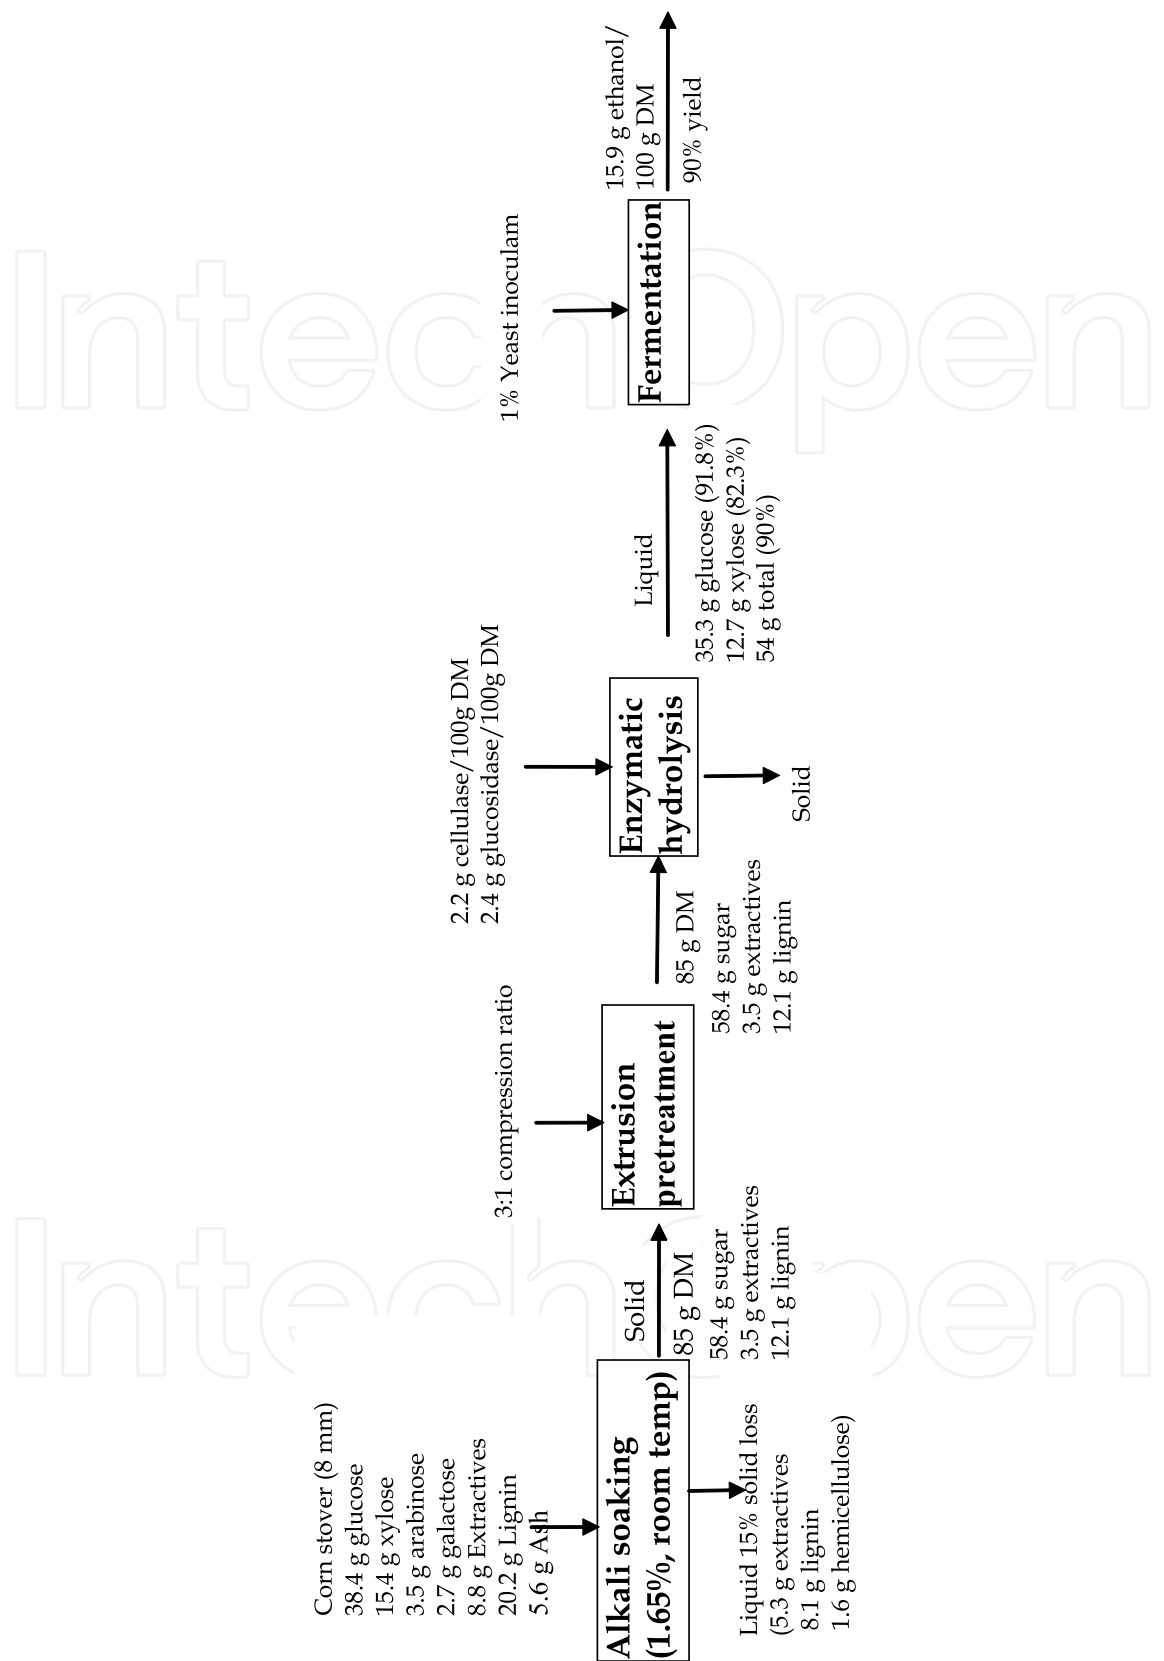 Corn stover (8 mm)
38.4 g glucose
15.4 g xylose
3.5 g arabinose
2.7 g galactose
8.8 g Extractives
20.2 g Lignin
5.6 g Ash
Alkali soaking
(1.65%, room temp)
Liquid 15% solid loss
(5.3 g extractives
8.1 g lignin
1.6 g hemicellulose)
Solid
85 g DM
58.4 g sugar
3.5 g extractives
12.1 g lignin
3:1 compression ratio
Extrusion
pretreatment
85 g DM
58.4 g sugar
3.5 g extractives
12.1 g lignin
2.2 g cellulase/100g DM
2.4 g glucosidase/100g DM
Enzymatic
hydrolysis
Solid
Liquid
35.3 g glucose (91.8%)
12.7 g xylose (82.3%)
54 g total (90%)
1% Yeast inoculam
Fermentation
15.9 g ethanol/
100 g DM
90% yield
IntechOpen
IntechOpen